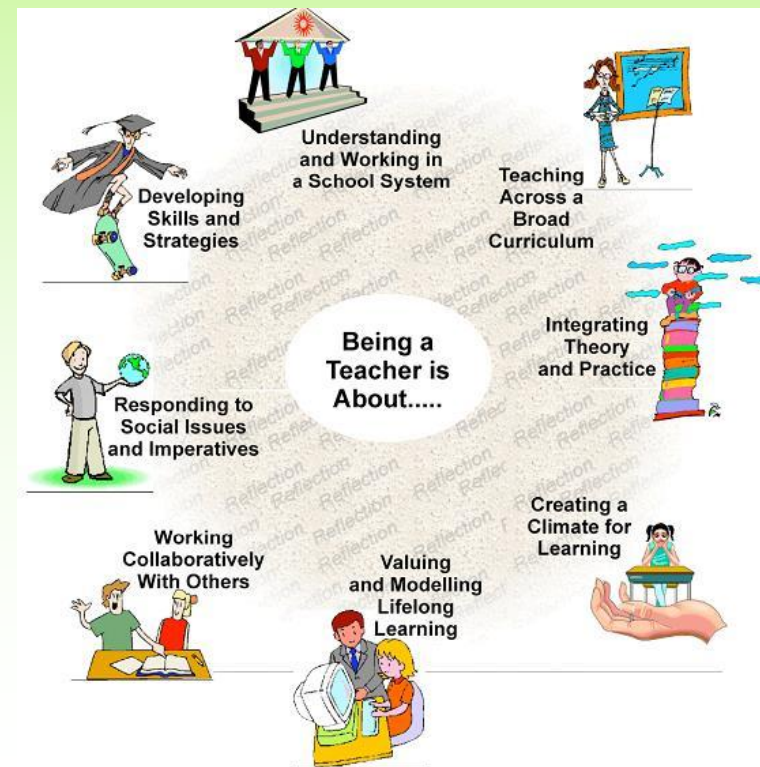 Being a
Teacher is
About.....
Understanding
and Working in
a School System
Teaching
Across a
Broad
Curriculum
Integrating
Theory
and Practice
Creating a
Climate for
Learning
Valuing
and Modelling
Lifelong
Learning
Working
Collaboratively
With Others
Responding to
Social Issues
and Imperatives
Developing
Skills and
Strategies
Reflection